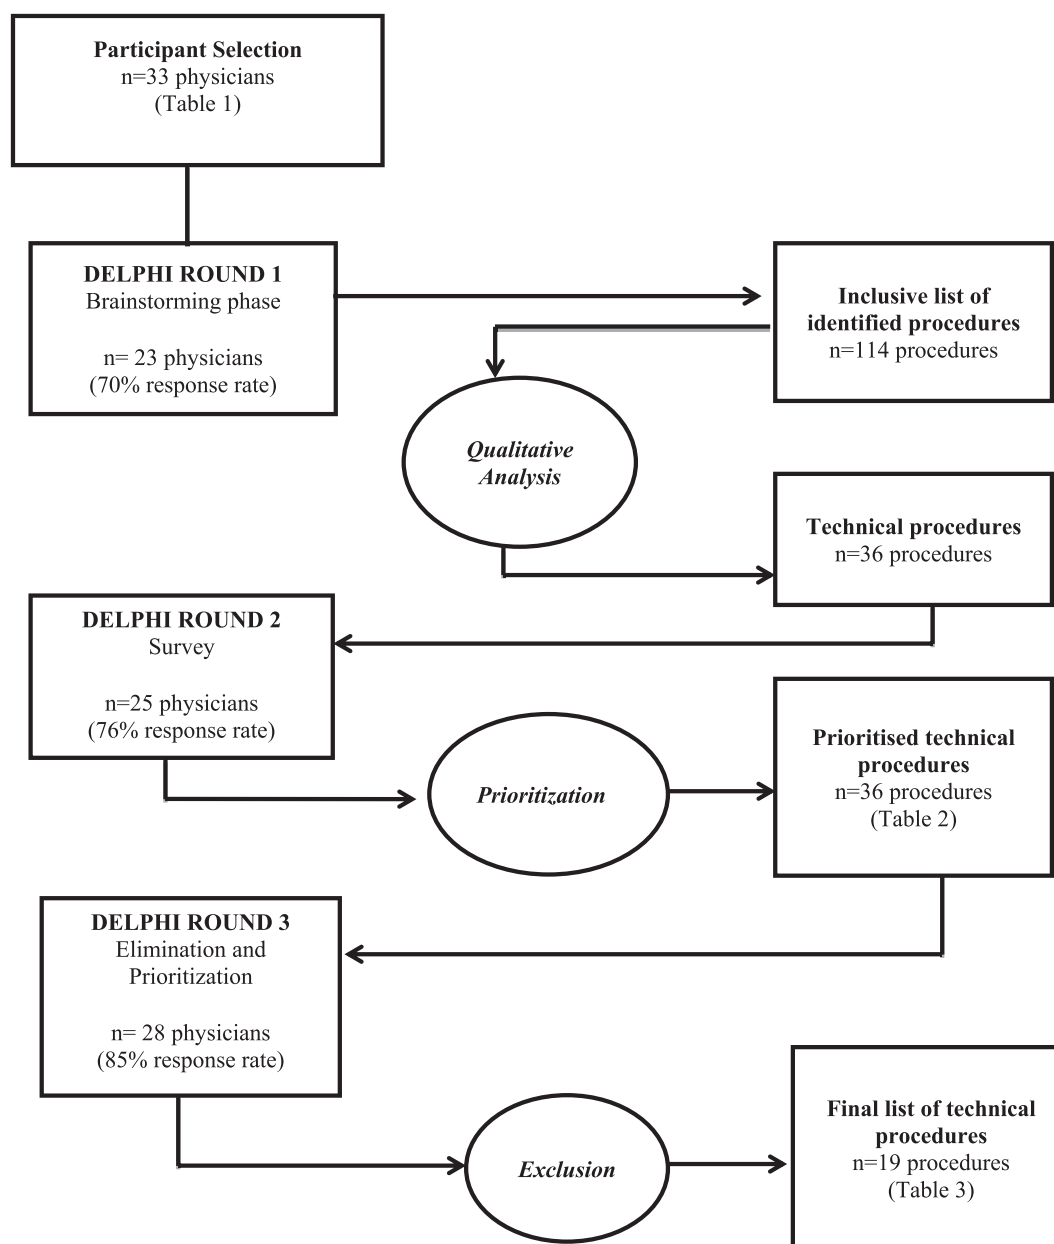 Participant Selection
n=33 physicians
(Table 1)
DELPHI ROUND 1
Brainstorming phase
n= 23 physicians
(70% response rate)
Inclusive list of
identified procedures
n=114 procedures
Qualitative
Analysis
Technical procedures
n=36 procedures
DELPHI ROUND 2
Survey
n=25 physicians
(76% response rate)
Prioritization
Prioritised technical
procedures
n=36 procedures
(Table 2)
DELPHI ROUND 3
Elimination and
Prioritization
n= 28 physicians
(85% response rate)
Exclusion
Final list of technical
procedures
n=19 procedures
(Table 3)